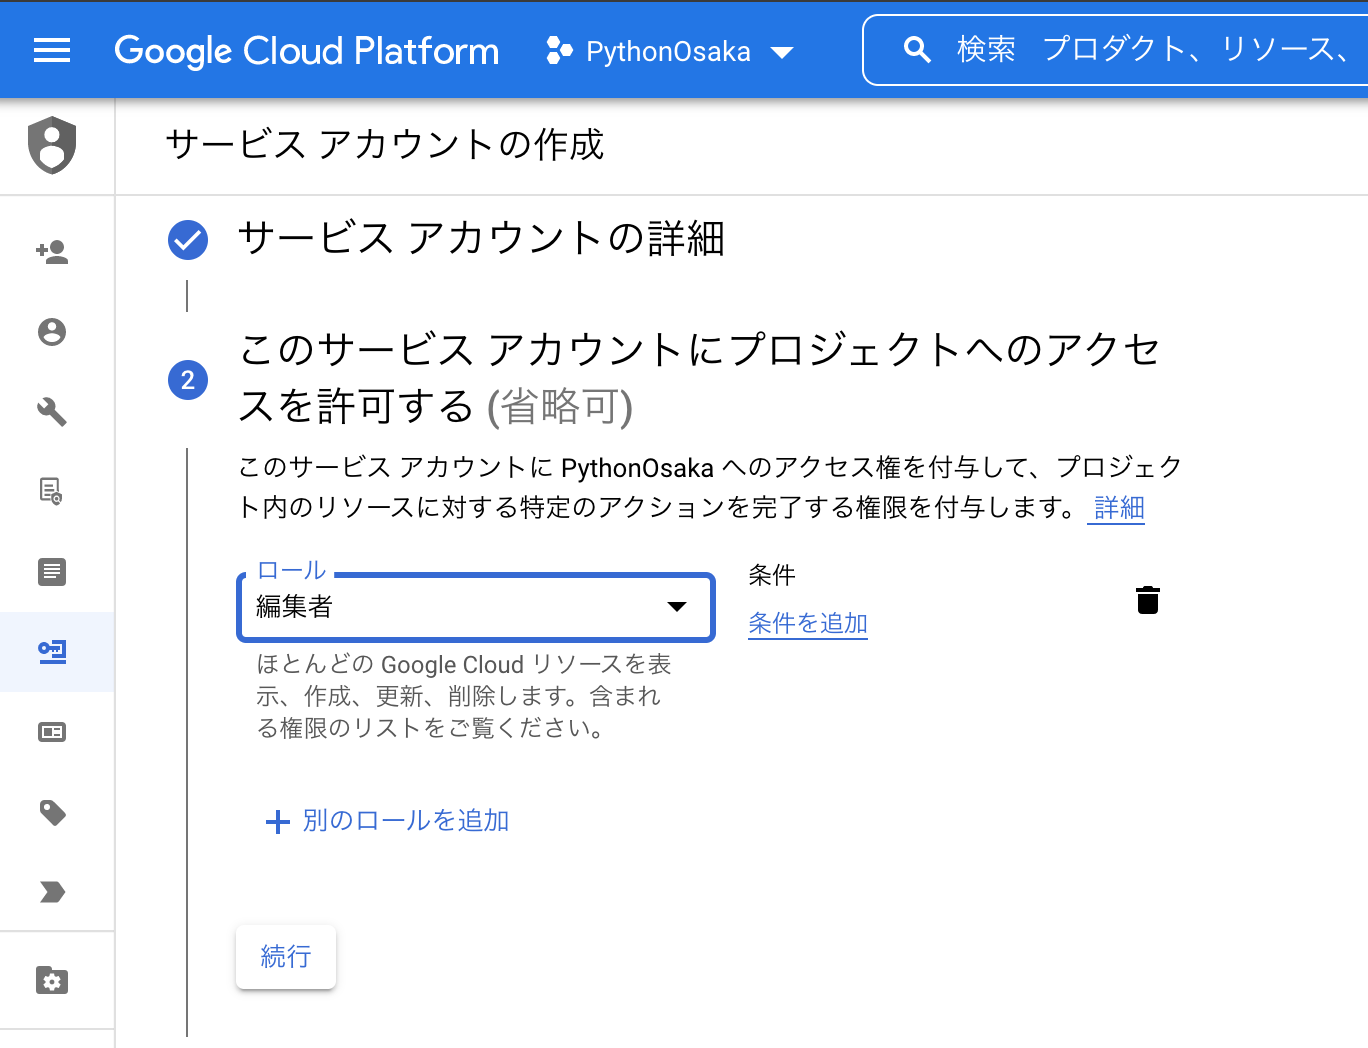 Google Cloud Platform
PythonOsaka
検索 プロダクト、リソース、
サービス アカウントの作成
サービス アカウントの詳細
2
このサービス アカウントにプロジェクトへのアクセ
スを許可する (省略可)
このサービス アカウントに PythonOsaka へのアクセス権を付与して、プロジェク
ト内のリソースに対する特定のアクションを完了する権限を付与します。 詳細
ロール
編集者
条件
条件を追加
ほとんどの Google Cloud リソースを表
示、作成、更新、削除します。含まれ
る権限のリストをご覧ください。
別のロールを追加
続行